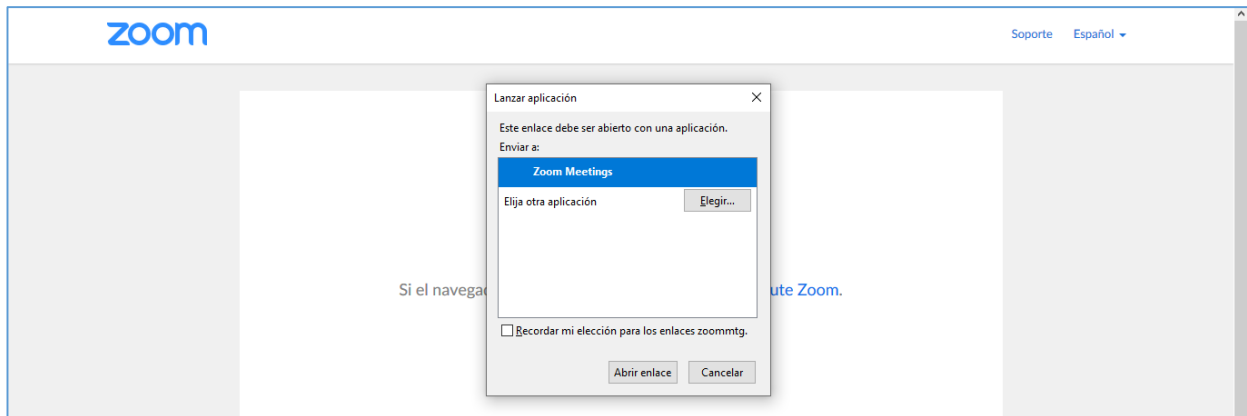 zoom
Soporte Español
Lanzar aplicación
Este enlace debe ser abierto con una aplicación.
Enviar a:
Zoom Meetings
Elija otra aplicación Elegir...
Si el navegad ute Zoom.
Recordar mi elección para los enlaces zoommtg.
Abrir enlace Cancelar